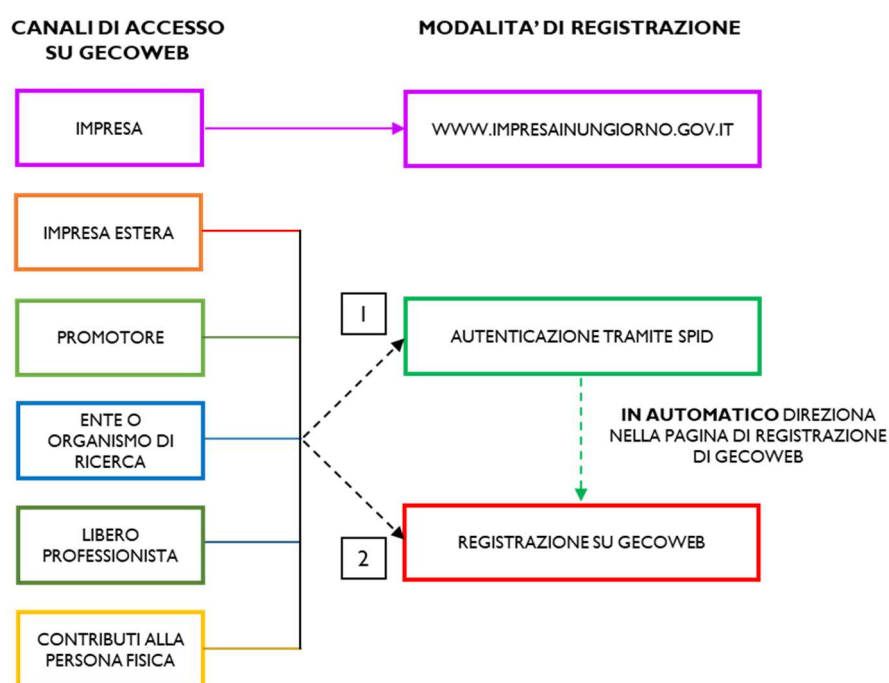 CANALI DI ACCESSO
SU GECOWEB
MODALITA' DI REGISTRAZIONE
IMPRESA
WWW.IMPRESAINUNGIORNO.GOV.IT
IMPRESA ESTERA
1
PROMOTORE
AUTENTICAZIONE TRAMITE SPID
ENTE O
ORGANISMO DI
RICERCA
IN AUTOMATICO DIREZIONA
NELLA PAGINA DI REGISTRAZIONE
DI GECOWEB
LIBERO
PROFESSIONISTA
2
REGISTRAZIONE SU GECOWEB
CONTRIBUTI ALLA
PERSONA FISICA